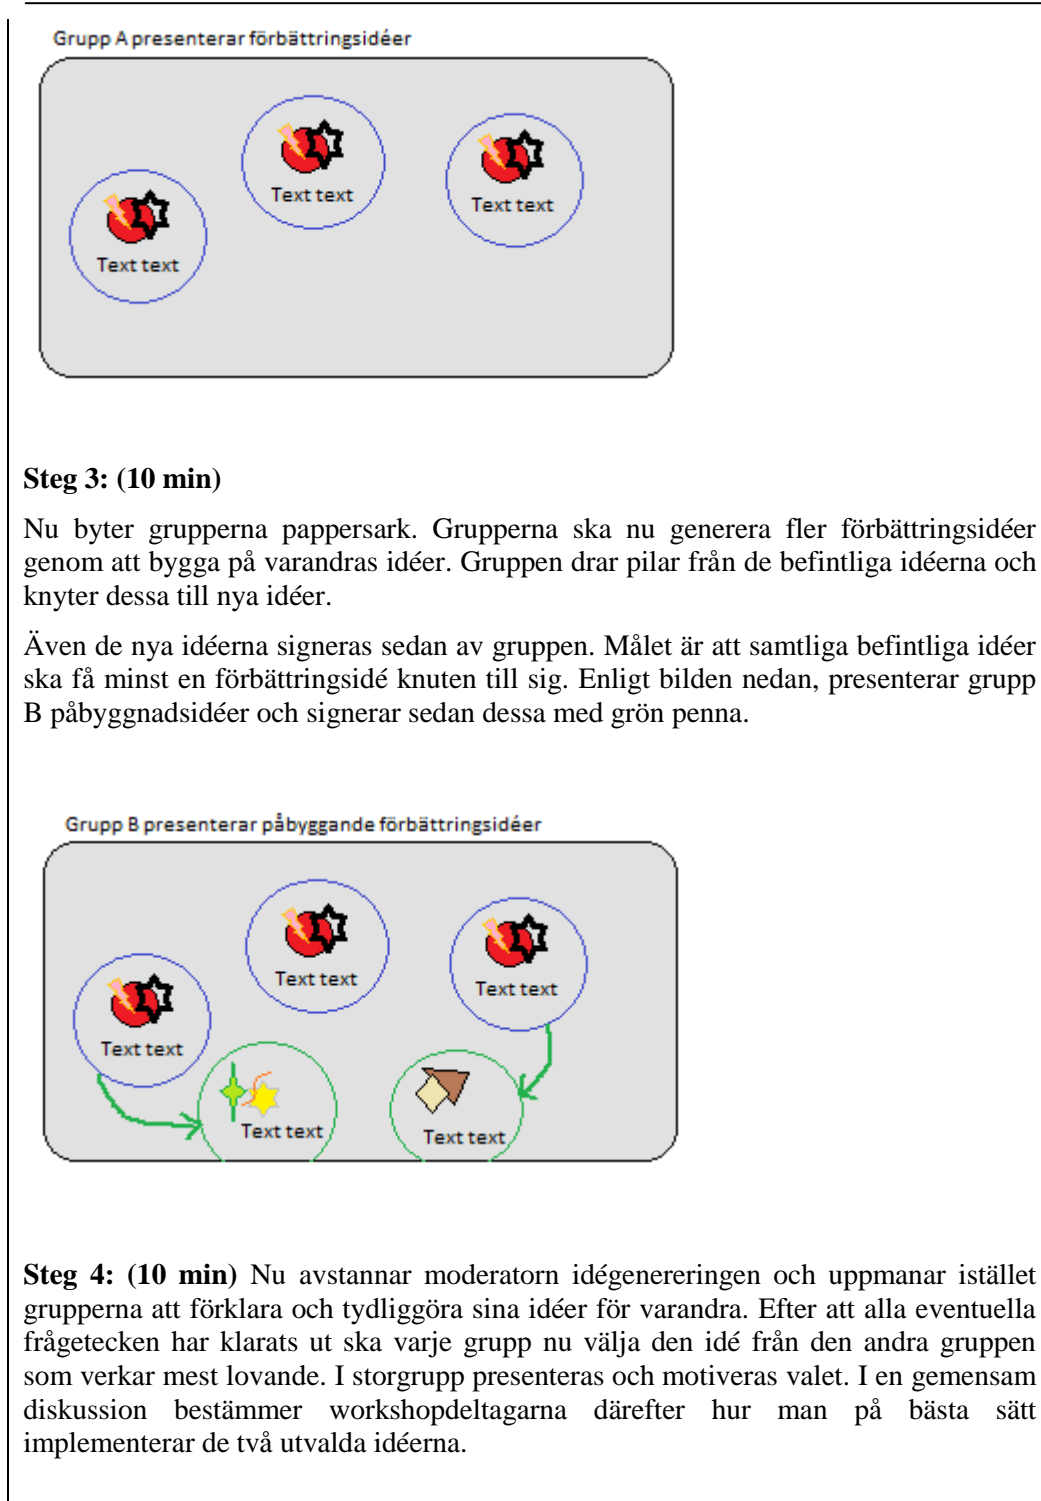 Grupp A presenterar förbättringsidéer
Text text
Text text
Text text
Steg 3: (10 min)
Nu byter grupperna pappersark. Grupperna ska nu generera fler förbättringsidéer
genom att bygga på varandras idéer. Gruppen drar pilar från de befintliga idéerna och
knyter dessa till nya idéer.
Även de nya idéerna signeras sedan av gruppen. Målet är att samtliga befintliga idéer
ska få minst en förbättringsidé knuten till sig. Enligt bilden nedan, presenterar grupp
B påbyggnadsidéer och signerar sedan dessa med grön penna.
Grupp B presenterar påbyggande förbättringsidéer
Text text
Text text
Text text
Text text
Text text
Steg 4: (10 min) Nu avstannar moderatorn idégenereringen och uppmanar istället
grupperna att förklara och tydliggöra sina idéer för varandra. Efter att alla eventuella
frågetecken har klarats ut ska varje grupp nu välja den idé från den andra gruppen
som verkar mest lovande. I storgrupp presenteras och motiveras valet. I en gemensam
diskussion bestämmer workshopdeltagarna därefter hur man på bästa sätt
implementerar de två utvalda idéerna.